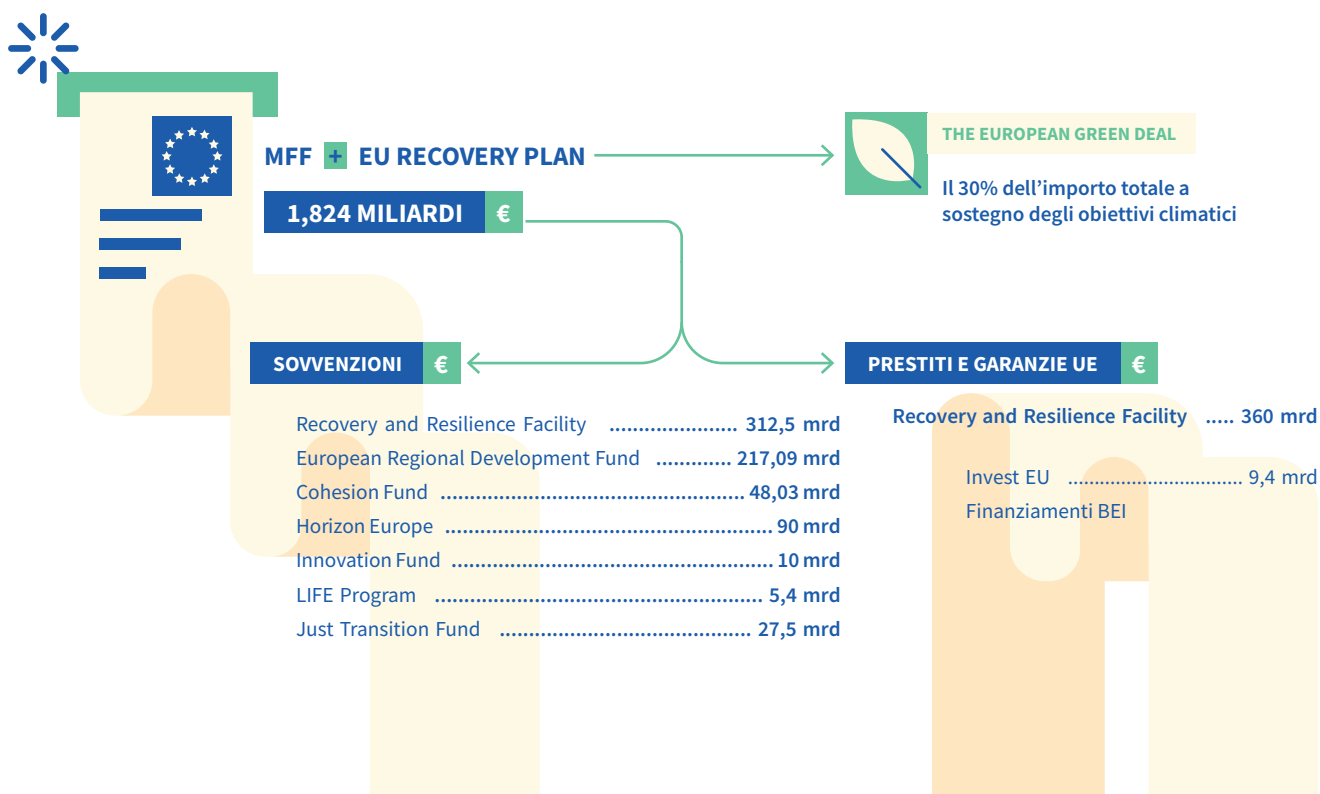 MFF + EU RECOVERY PLAN
1,824 MILIARDI €
THE EUROPEAN GREEN DEAL
Il 30% dell’importo totale a
sostegno degli obiettivi climatici
SOVVENZIONI €
Recovery and Resilience Facility ...................... 312,5 mrd
European Regional Development Fund ............. 217,09 mrd
Cohesion Fund .................................................... 48,03 mrd
Horizon Europe ........................................................ 90 mrd
Innovation Fund ....................................................... 10 mrd
LIFE Program ........................................................ 5,4 mrd
Just Transition Fund ........................................... 27,5 mrd
PRESTITI E GARANZIE UE €
Recovery and Resilience Facility ..... 360 mrd
Invest EU .............................. 9,4 mrd
Finanziamenti BEI